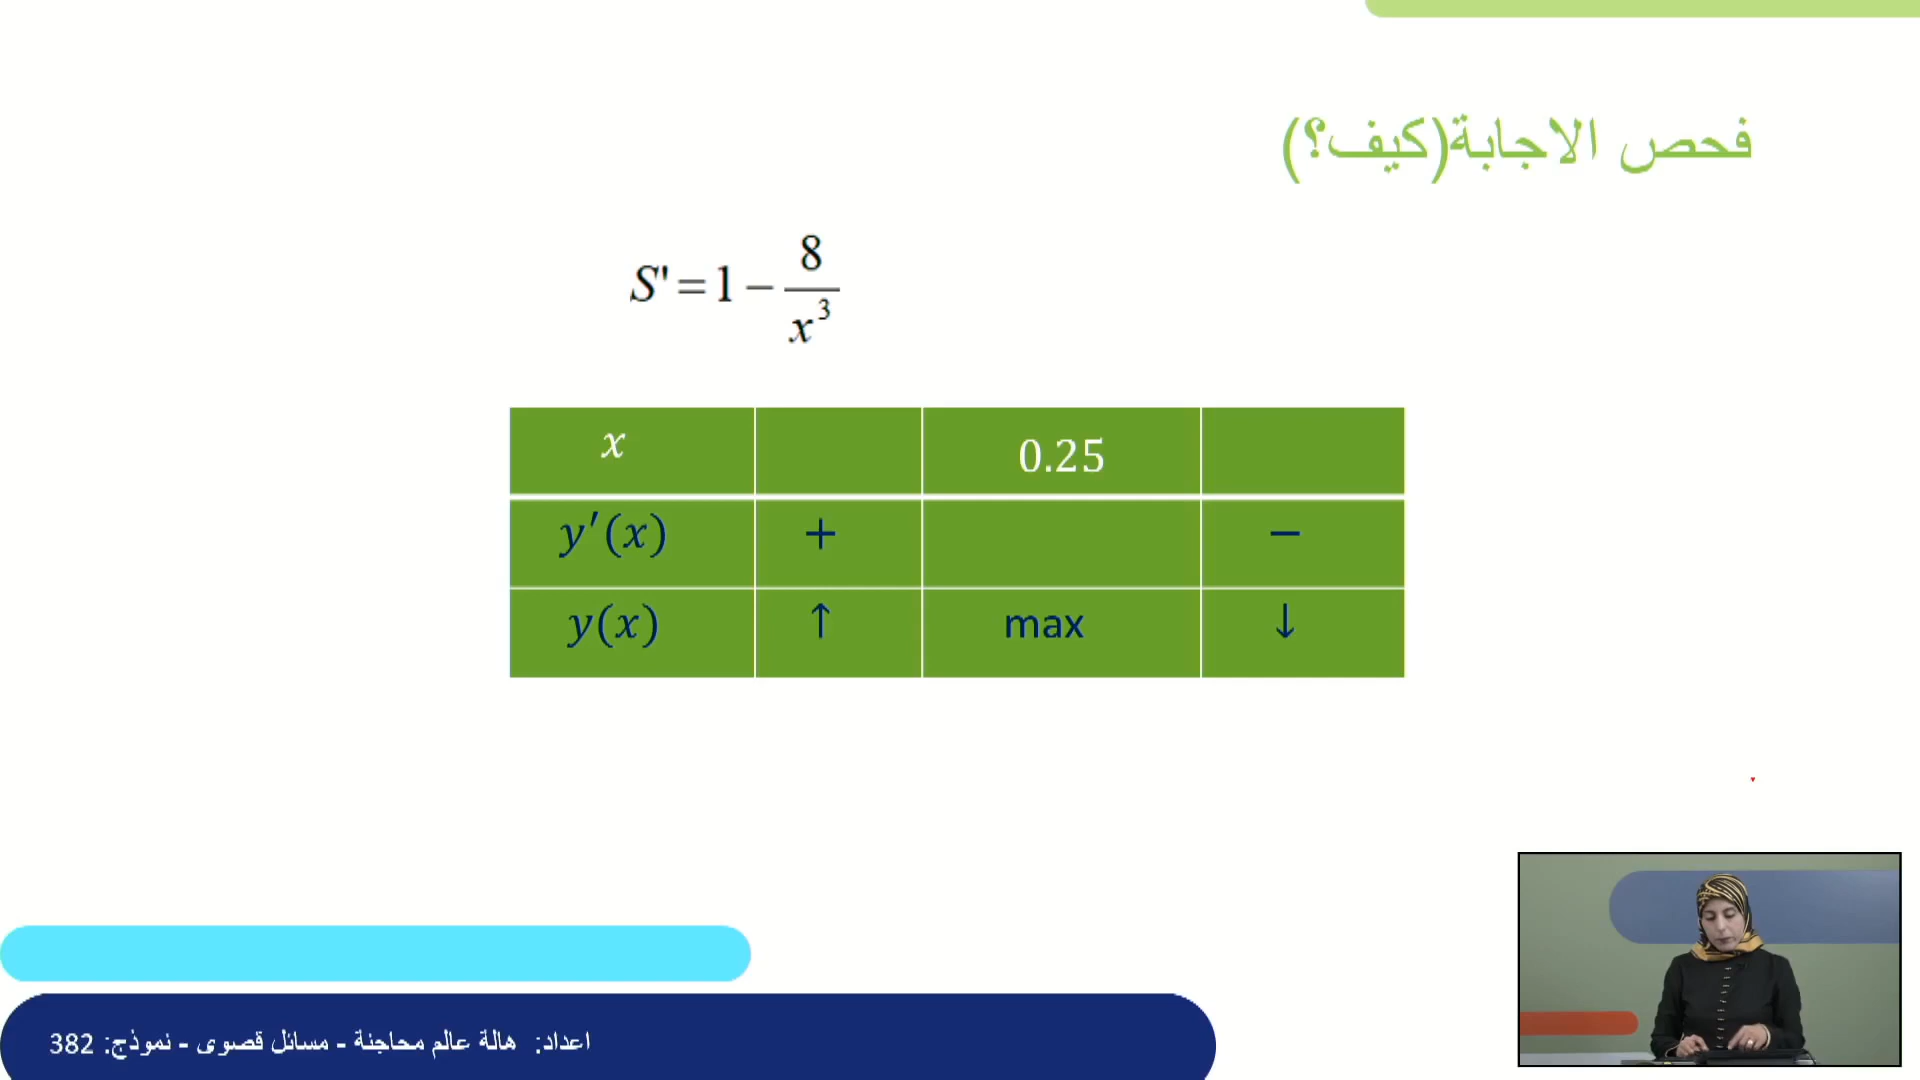 فحص الاجابة(كيف؟)
S'=1-8/x³
x 0.25
y′(x) + −
y(x) ↑ max ↓
اعداد: هالة عالم محاجنة - مسائل قصوى - نموذج: 382